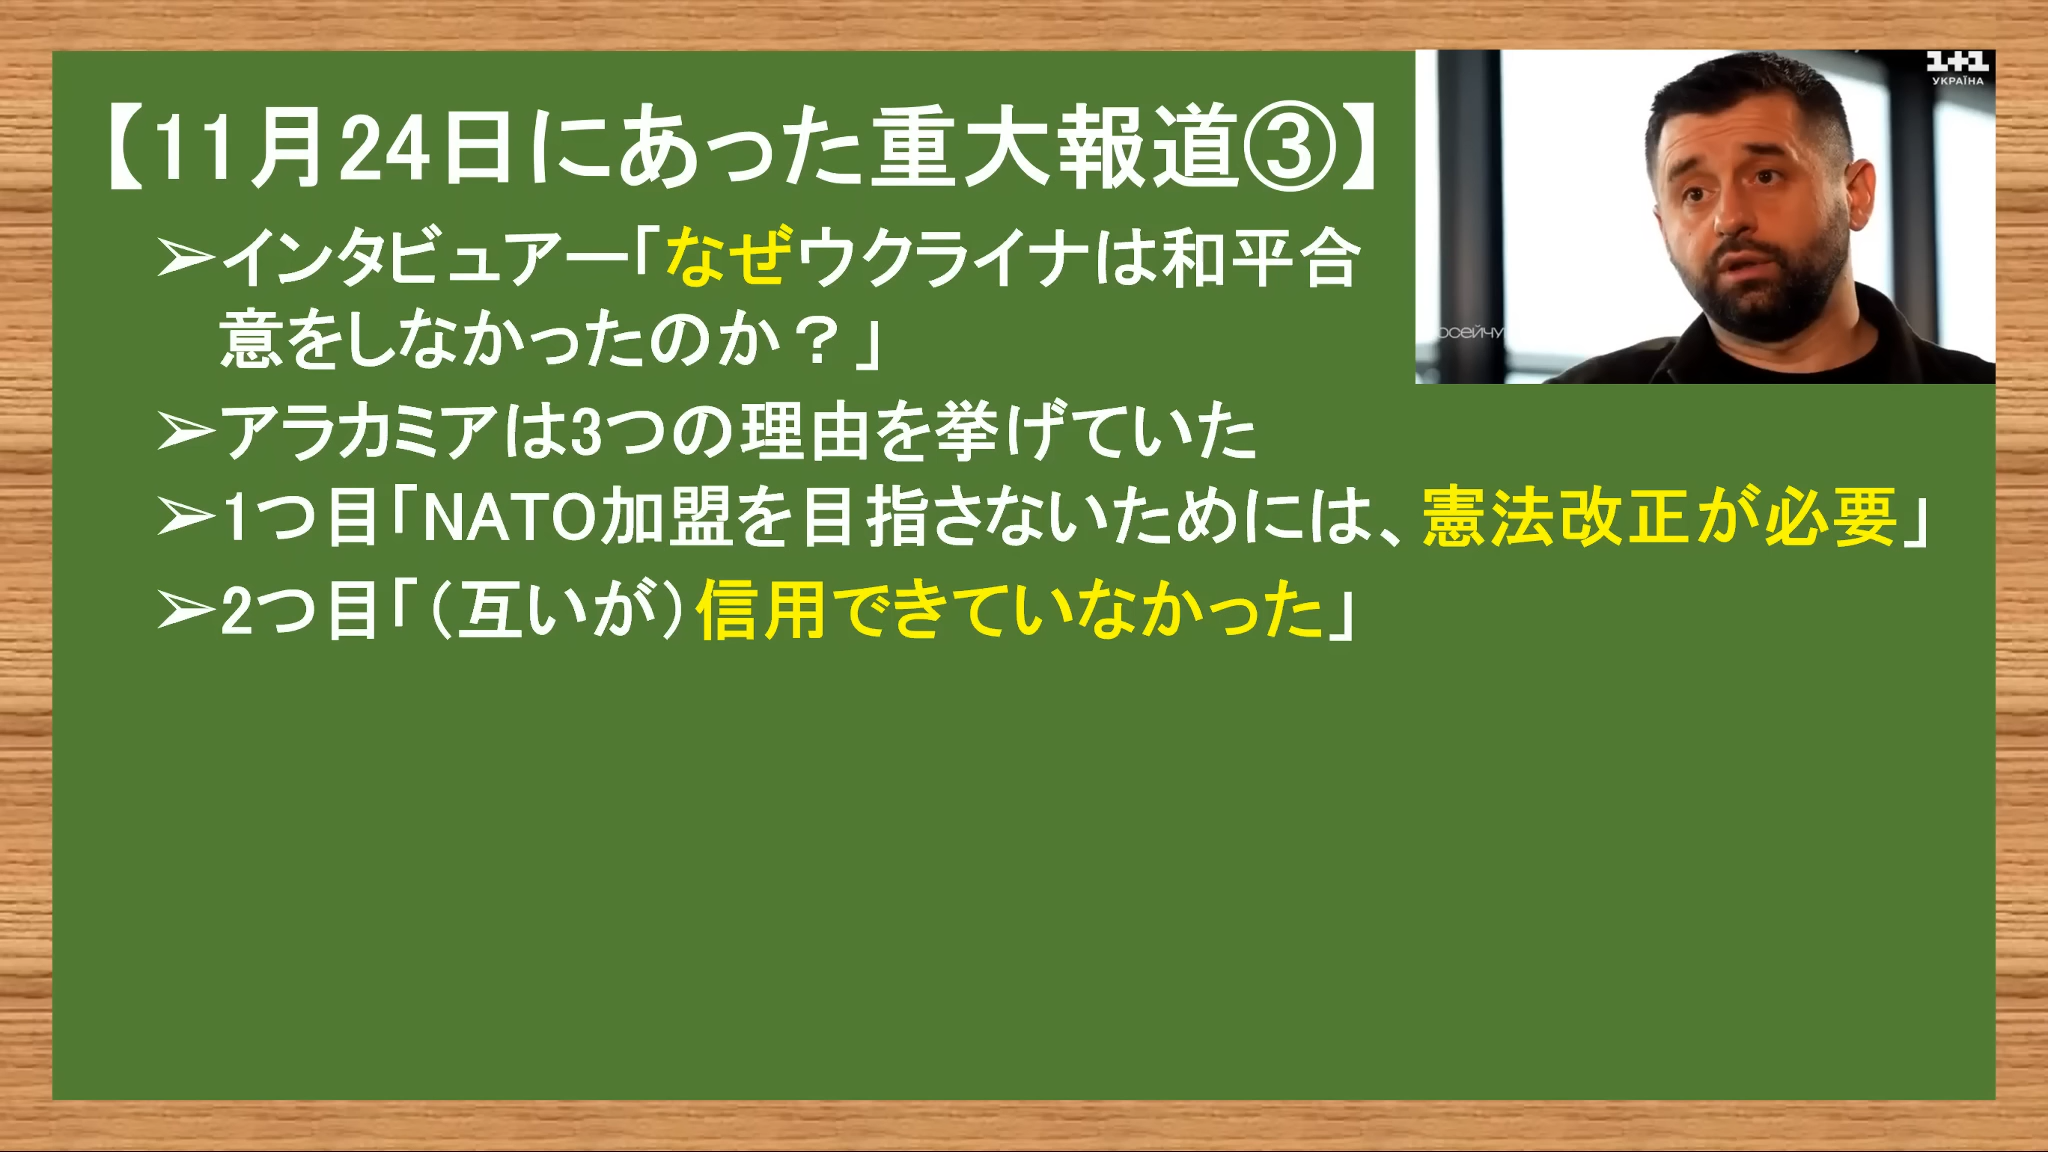 【11月24日にあった重大報道③】
1+1
УКРАЇНА
➢インタビュアー「なぜウクライナは和平合
意をしなかったのか？」
осейчу
➢アラカミアは3つの理由を挙げていた
➢1つ目「NATO加盟を目指さないためには、憲法改正が必要」
➢2つ目「（互いが）信用できていなかった」